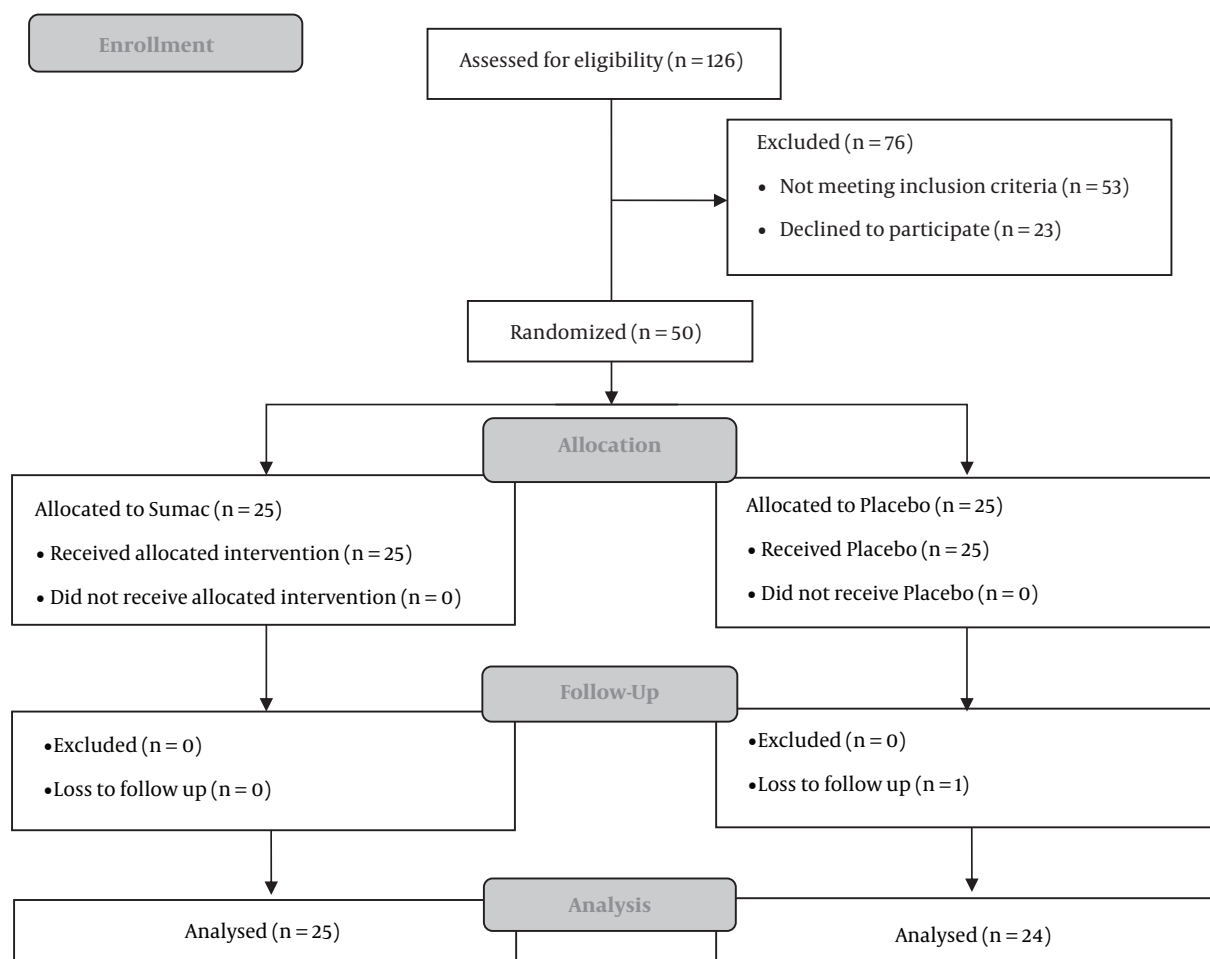 Enrollment
Assessed for eligibility (n = 126)
Excluded (n = 76)
• Not meeting inclusion criteria (n = 53)
• Declined to participate (n = 23)
Randomized (n = 50)
Allocation
Allocated to Sumac (n = 25)
• Received allocated intervention (n = 25)
• Did not receive allocated intervention (n = 0)
Allocated to Placebo (n = 25)
• Received Placebo (n = 25)
• Did not receive Placebo (n = 0)
Follow-Up
•Excluded (n = 0)
•Loss to follow up (n = 0)
•Excluded (n = 0)
•Loss to follow up (n = 1)
Analysis
Analysed (n = 25)
Analysed (n = 24)